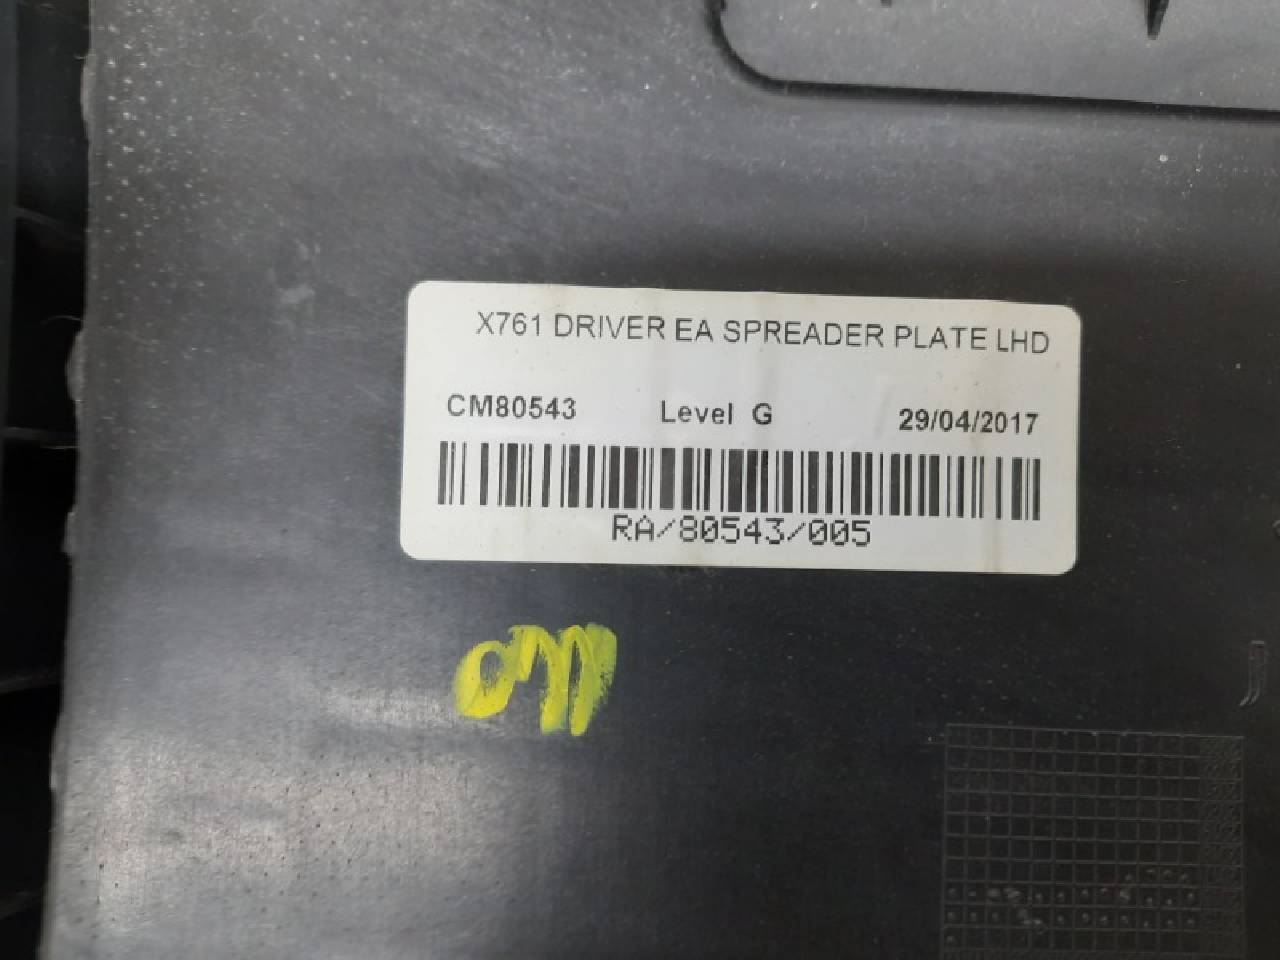 X761 DRIVER EA SPREADER PLATE LHD
CM80543 Level G 29/04/2017
RA/80543/005